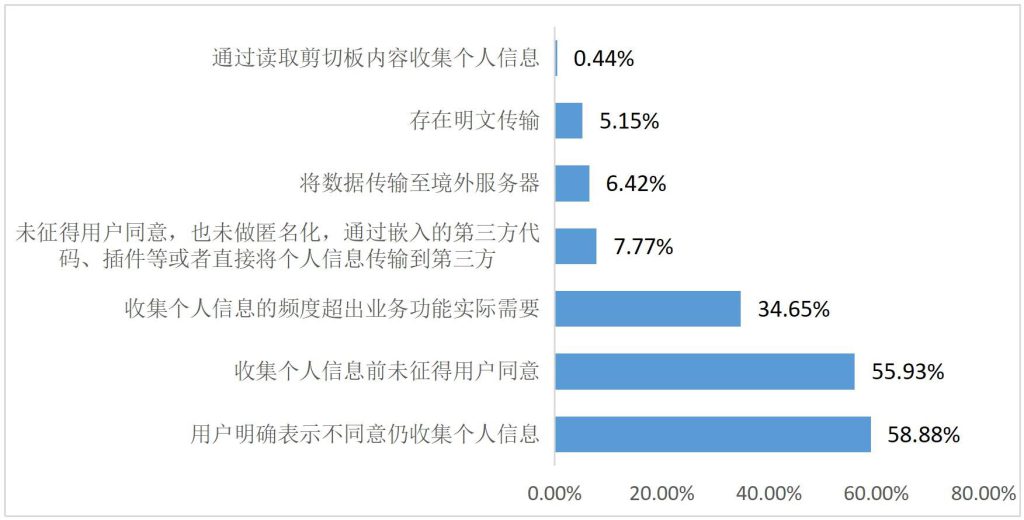 通过读取剪切板内容收集个人信息 0.44%
存在明文传输 5.15%
将数据传输至境外服务器 6.42%
未征得用户同意，也未做匿名化，通过嵌入的第三方代
码、插件等或者直接将个人信息传输到第三方 7.77%
收集个人信息的频度超出业务功能实际需要 34.65%
收集个人信息前未征得用户同意 55.93%
用户明确表示不同意仍收集个人信息 58.88%
0.00% 20.00% 40.00% 60.00% 80.00%